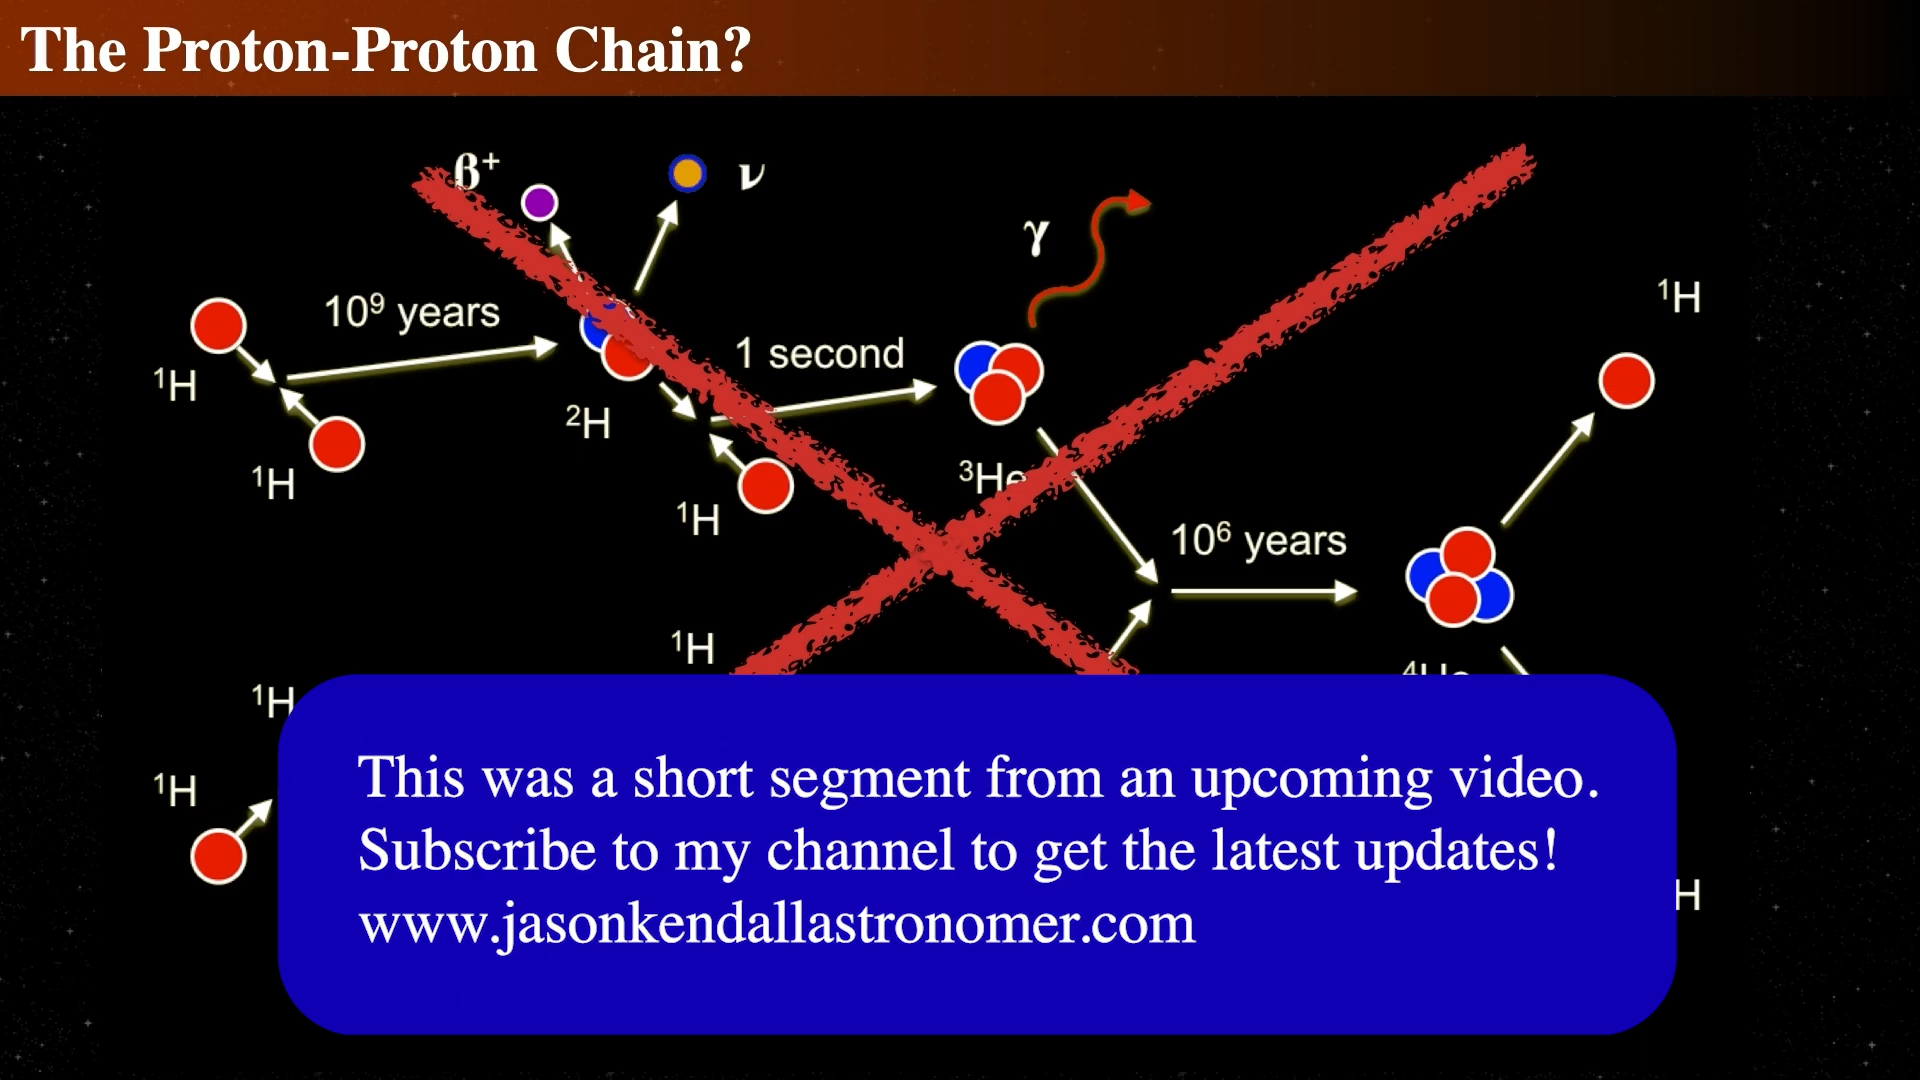 The Proton-Proton Chain?
β⁺
ν
γ
¹H
10⁹ years
1 second
¹H
²H
³He
¹H
¹H
10⁶ years
¹H
¹H
⁴He
¹H
H
This was a short segment from an upcoming video.
Subscribe to my channel to get the latest updates!
www.jasonkendallastronomer.com